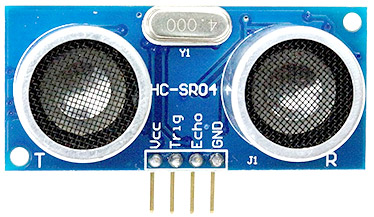 4.000
Y1
HC-SR04
Vcc
Trig
Echo
GND
T
J1
R